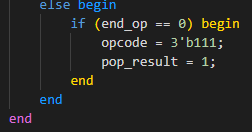 else begin
if (end_op == 0) begin
opcode = 3'b111;
pop_result = 1;
end
end
end